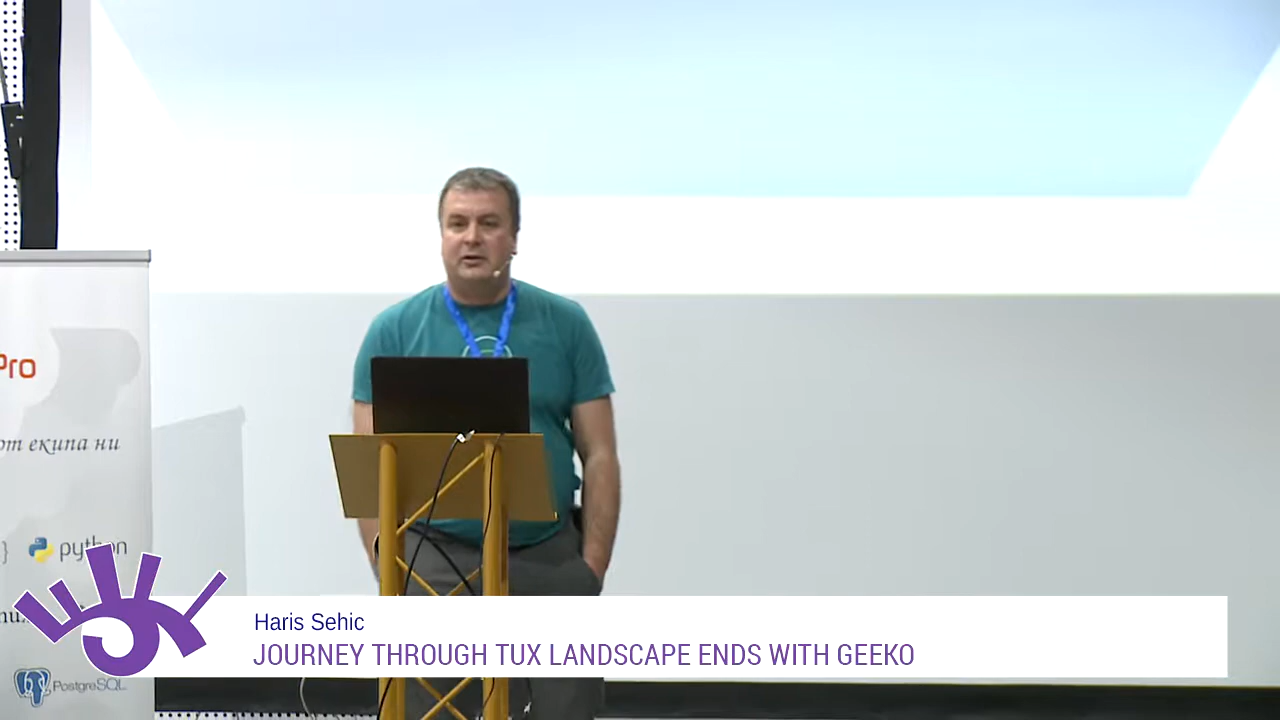 Pro
от екипа ни
} python
Haris Sehic
JOURNEY THROUGH TUX LANDSCAPE ENDS WITH GEEKO
PostgreSQL